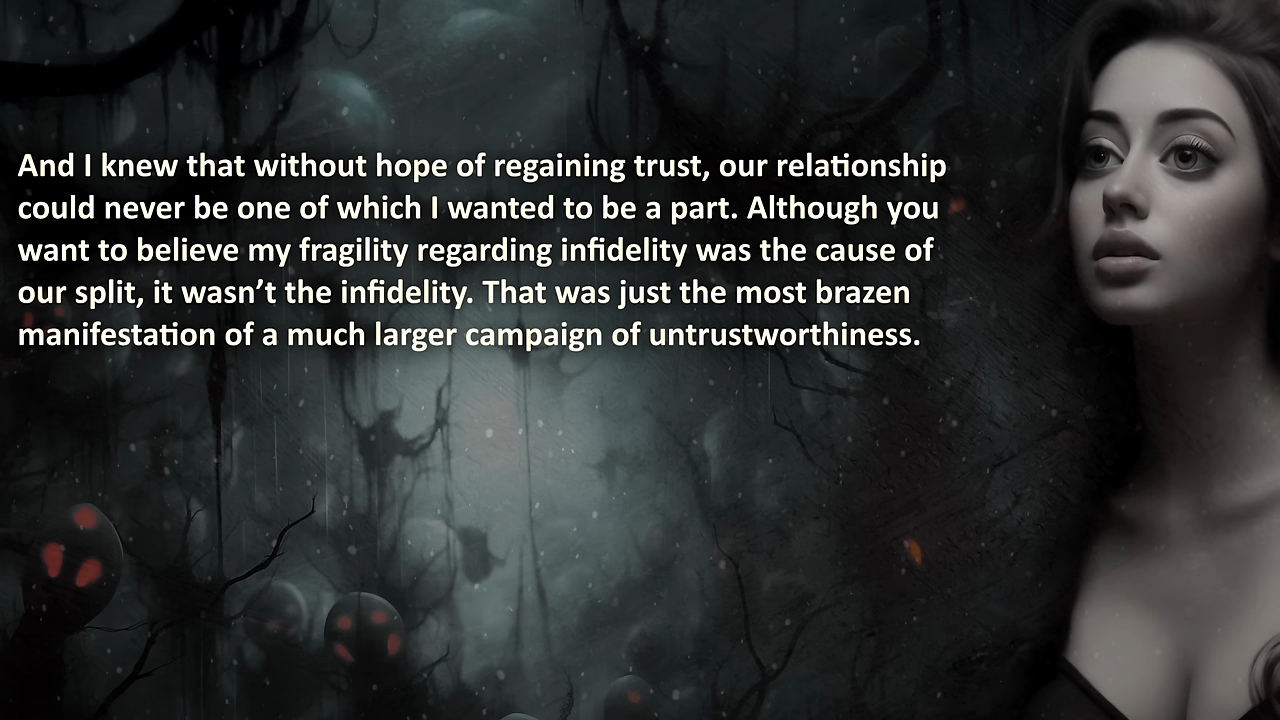 And I knew that without hope of regaining trust, our relationship
could never be one of which I wanted to be a part. Although you
want to believe my fragility regarding infidelity was the cause of
our split, it wasn’t the infidelity. That was just the most brazen
manifestation of a much larger campaign of untrustworthiness.